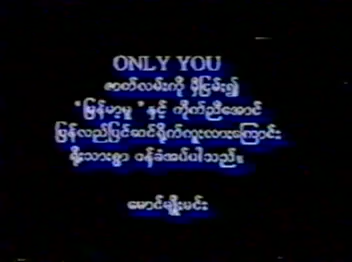 ONLY YOU
ဇာတ်လမ်းကို မှီငြမ်း၍
"မြန်မာ့မှု" နှင့် ကိုက်ညီအောင်
ပြန်လည်ပြင်ဆင်ရိုက်ကူးထားကြောင်း
ရိုးသားစွာ ဝန်ခံအပ်ပါသည်။
မောင်မျိုးမင်း